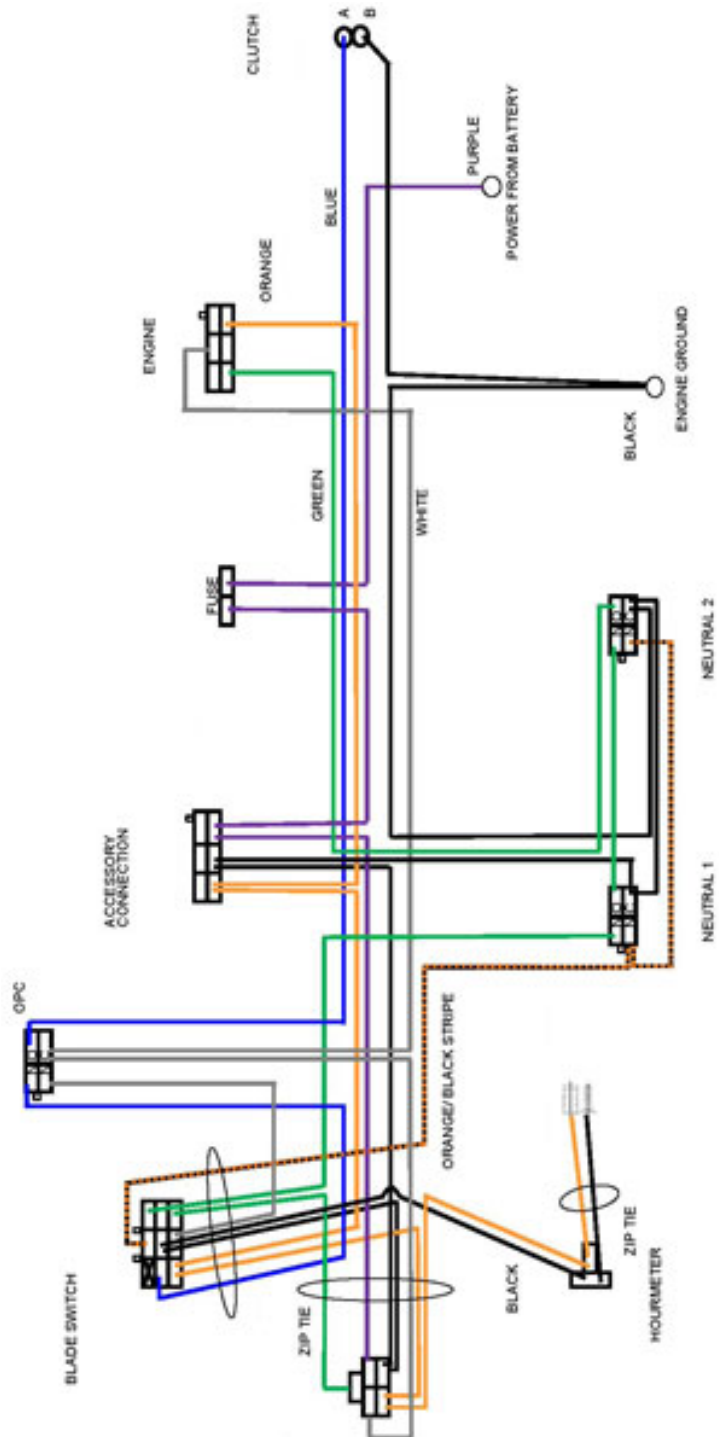 CLUTCH
A
B
BLUE
PURPLE
POWER FROM BATTERY
ORANGE
ENGINE
ENGINE GROUND
BLACK
GREEN
WHITE
FUSE
NEUTRAL 2
ACCESSORY
CONNECTION
NEUTRAL 1
OPC
ORANGE/ BLACK STRIPE
BLADE SWITCH
ZIP TIE
BLACK
ZIP TIE
HOURMETER